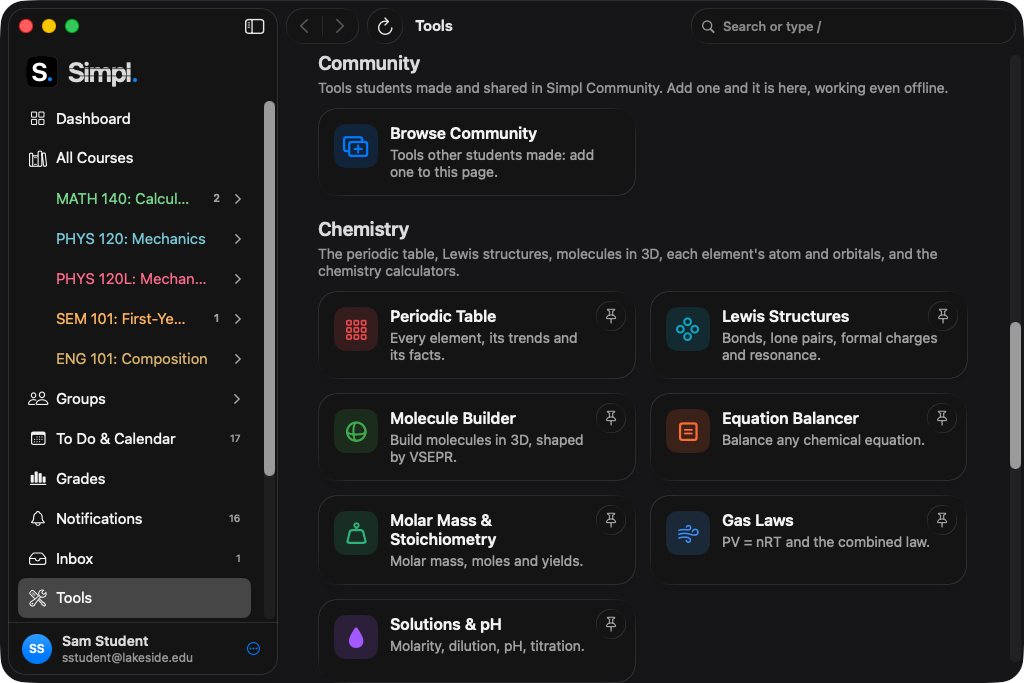 Tools
Search or type /
S. Simpl.
Dashboard
All Courses
MATH 140: Calcul... 2
PHYS 120: Mechanics
PHYS 120L: Mechan...
SEM 101: First-Ye... 1
ENG 101: Composition
Groups
To Do & Calendar 17
Grades
Notifications 16
Inbox 1
Tools
SS
Sam Student
sstudent@lakeside.edu
Community
Tools students made and shared in Simpl Community. Add one and it is here, working even offline.
Browse Community
Tools other students made: add
one to this page.
Chemistry
The periodic table, Lewis structures, molecules in 3D, each element's atom and orbitals, and the
chemistry calculators.
Periodic Table
Every element, its trends and
its facts.
Lewis Structures
Bonds, lone pairs, formal charges
and resonance.
Molecule Builder
Build molecules in 3D, shaped
by VSEPR.
Equation Balancer
Balance any chemical equation.
Molar Mass &
Stoichiometry
Molar mass, moles and yields.
Gas Laws
PV = nRT and the combined law.
Solutions & pH
Molarity, dilution, pH, titration.